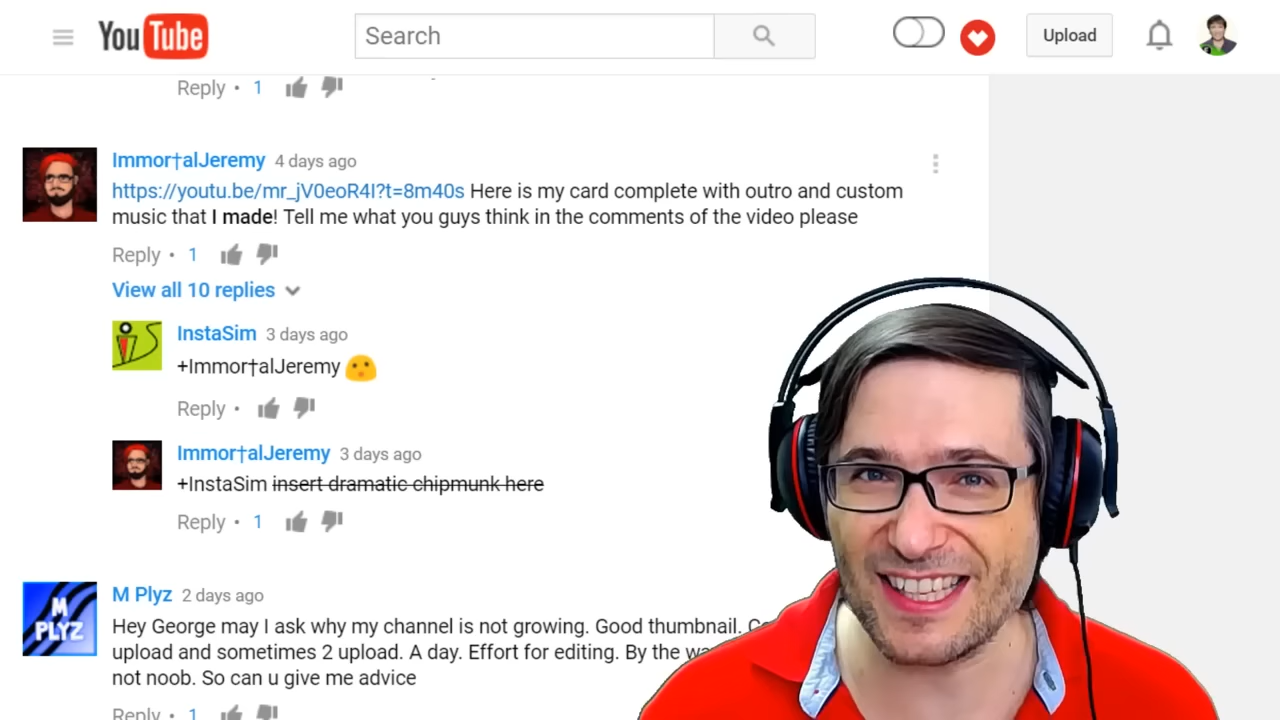 YouTube
Search
Upload
Reply • 1
Immor†alJeremy 4 days ago
https://youtu.be/mr_jV0eoR4I?t=8m40s Here is my card complete with outro and custom
music that I made! Tell me what you guys think in the comments of the video please
Reply • 1
View all 10 replies
InstaSim 3 days ago
+Immor†alJeremy
Reply •
Immor†alJeremy 3 days ago
+InstaSim insert dramatic chipmunk here
Reply • 1
M PLYZ
M Plyz 2 days ago
Hey George may I ask why my channel is not growing. Good thumbnail.
upload and sometimes 2 upload. A day. Effort for editing. By the
not noob. So can u give me advice
Reply • 1